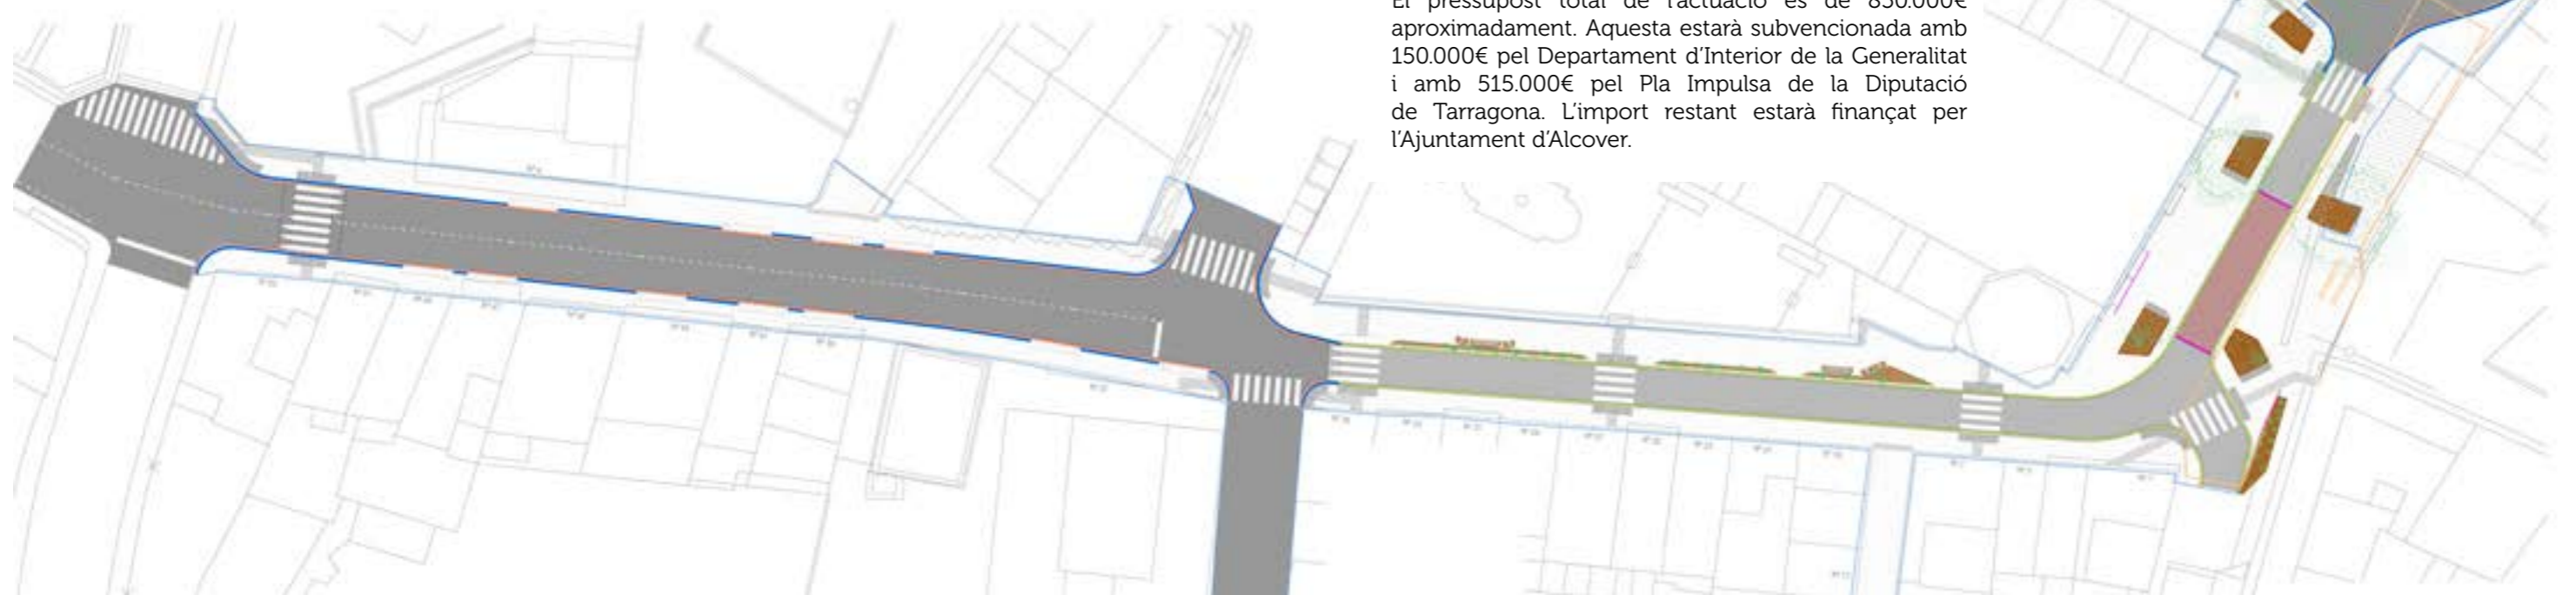 El pressupost total de l'actuació és de 850.000€
aproximadament. Aquesta estarà subvencionada amb
150.000€ pel Departament d'Interior de la Generalitat
i amb 515.000€ pel Pla Impulsa de la Diputació
de Tarragona. L'import restant estarà finançat per
l'Ajuntament d'Alcover.